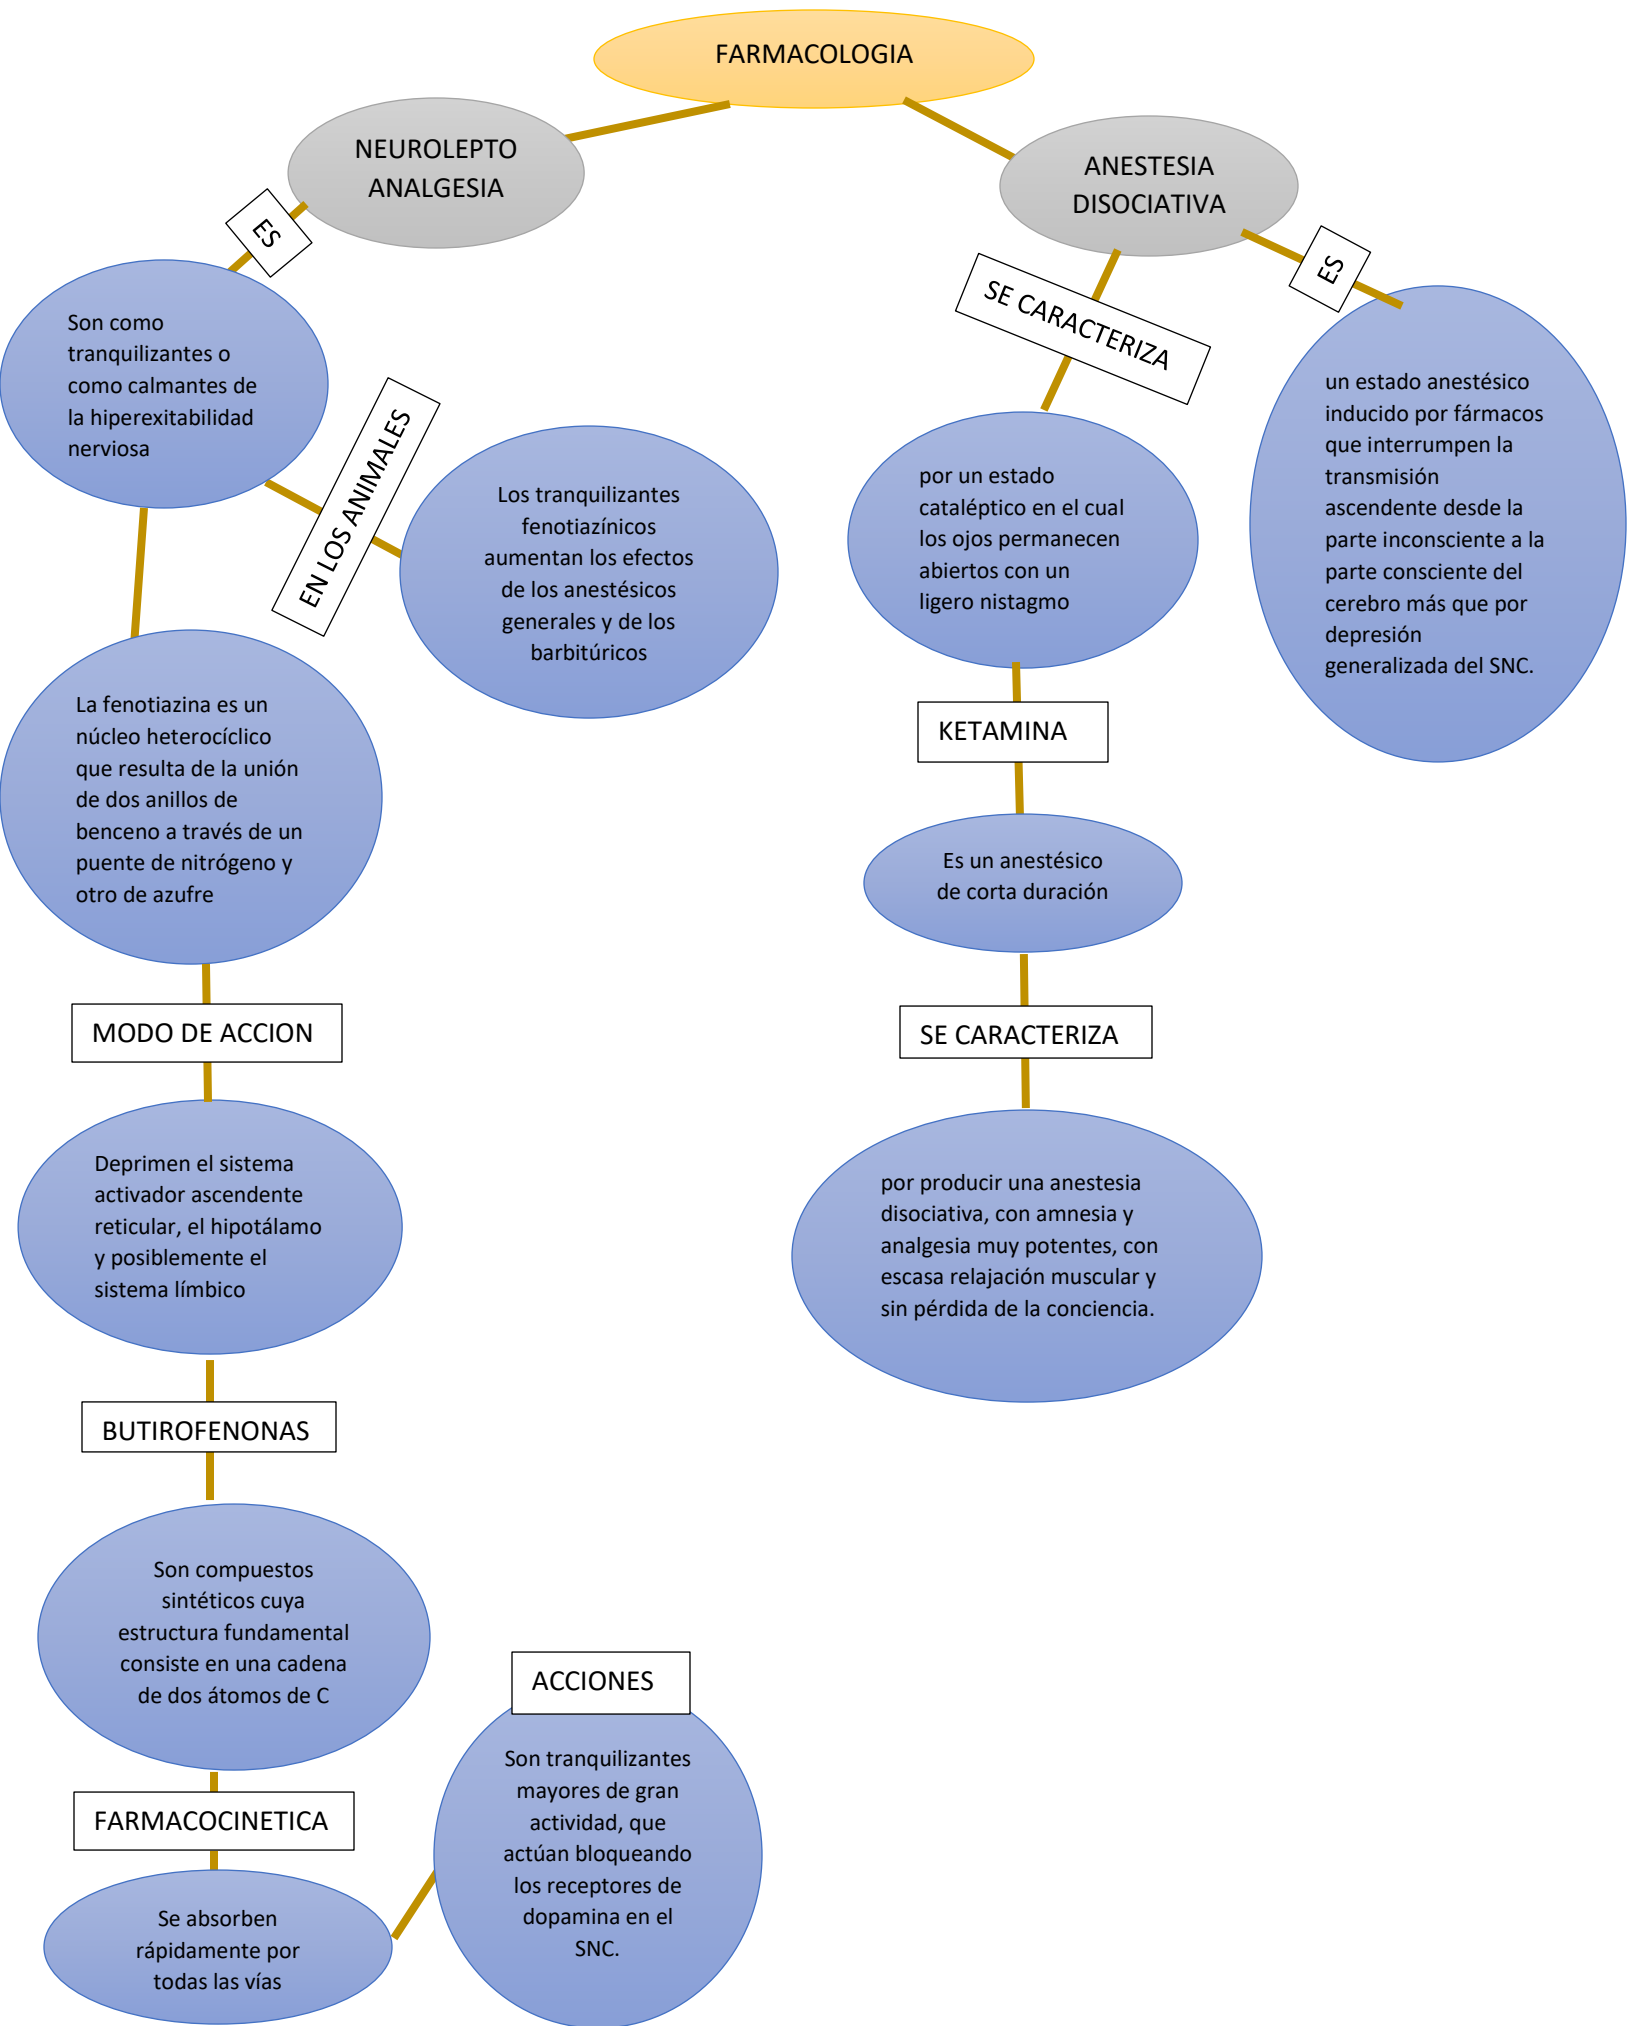 FARMACOLOGIA
NEUROLEPTO
ANALGESIA
ES
Son como
tranquilizantes o
como calmantes de
la hiperexitabilidad
nerviosa
EN LOS ANIMALES
Los tranquilizantes
fenotiazínicos
aumentan los efectos
de los anestésicos
generales y de los
barbitúricos
La fenotiazina es un
núcleo heterocíclico
que resulta de la unión
de dos anillos de
benceno a través de un
puente de nitrógeno y
otro de azufre
MODO DE ACCION
Deprimen el sistema
activador ascendente
reticular, el hipotálamo
y posiblemente el
sistema límbico
BUTIROFENONAS
Son compuestos
sintéticos cuya
estructura fundamental
consiste en una cadena
de dos átomos de C
FARMACOCINETICA
Se absorben
rápidamente por
todas las vías
ACCIONES
Son tranquilizantes
mayores de gran
actividad, que
actúan bloqueando
los receptores de
dopamina en el
SNC.
ANESTESIA
DISOCIATIVA
SE CARACTERIZA
por un estado
cataléptico en el cual
los ojos permanecen
abiertos con un
ligero nistagmo
KETAMINA
Es un anestésico
de corta duración
SE CARACTERIZA
por producir una anestesia
disociativa, con amnesia y
analgesia muy potentes, con
escasa relajación muscular y
sin pérdida de la conciencia.
ES
un estado anestésico
inducido por fármacos
que interrumpen la
transmisión
ascendente desde la
parte inconsciente a la
parte consciente del
cerebro más que por
depresión
generalizada del SNC.